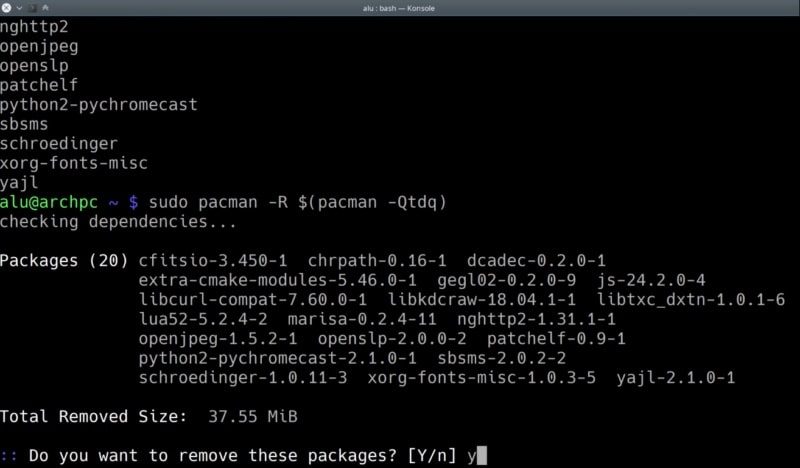 alu : bash — Konsole
nghttp2
openjpeg
openslp
patchelf
python2-pychromecast
sbsms
schroedinger
xorg-fonts-misc
yajl
alu@archpc ~ $ sudo pacman -R $(pacman -Qtdq)
checking dependencies...
Packages (20) cfitsio-3.450-1 chrpath-0.16-1 dcadec-0.2.0-1
extra-cmake-modules-5.46.0-1 gegl02-0.2.0-9 js-24.2.0-4
libcurl-compat-7.60.0-1 libkdcraw-18.04.1-1 libtxc_dxtn-1.0.1-6
lua52-5.2.4-2 marisa-0.2.4-11 nghttp2-1.31.1-1
openjpeg-1.5.2-1 openslp-2.0.0-2 patchelf-0.9-1
python2-pychromecast-2.1.0-1 sbsms-2.0.2-2
schroedinger-1.0.11-3 xorg-fonts-misc-1.0.3-5 yajl-2.1.0-1
Total Removed Size: 37.55 MiB
:: Do you want to remove these packages? [Y/n] y